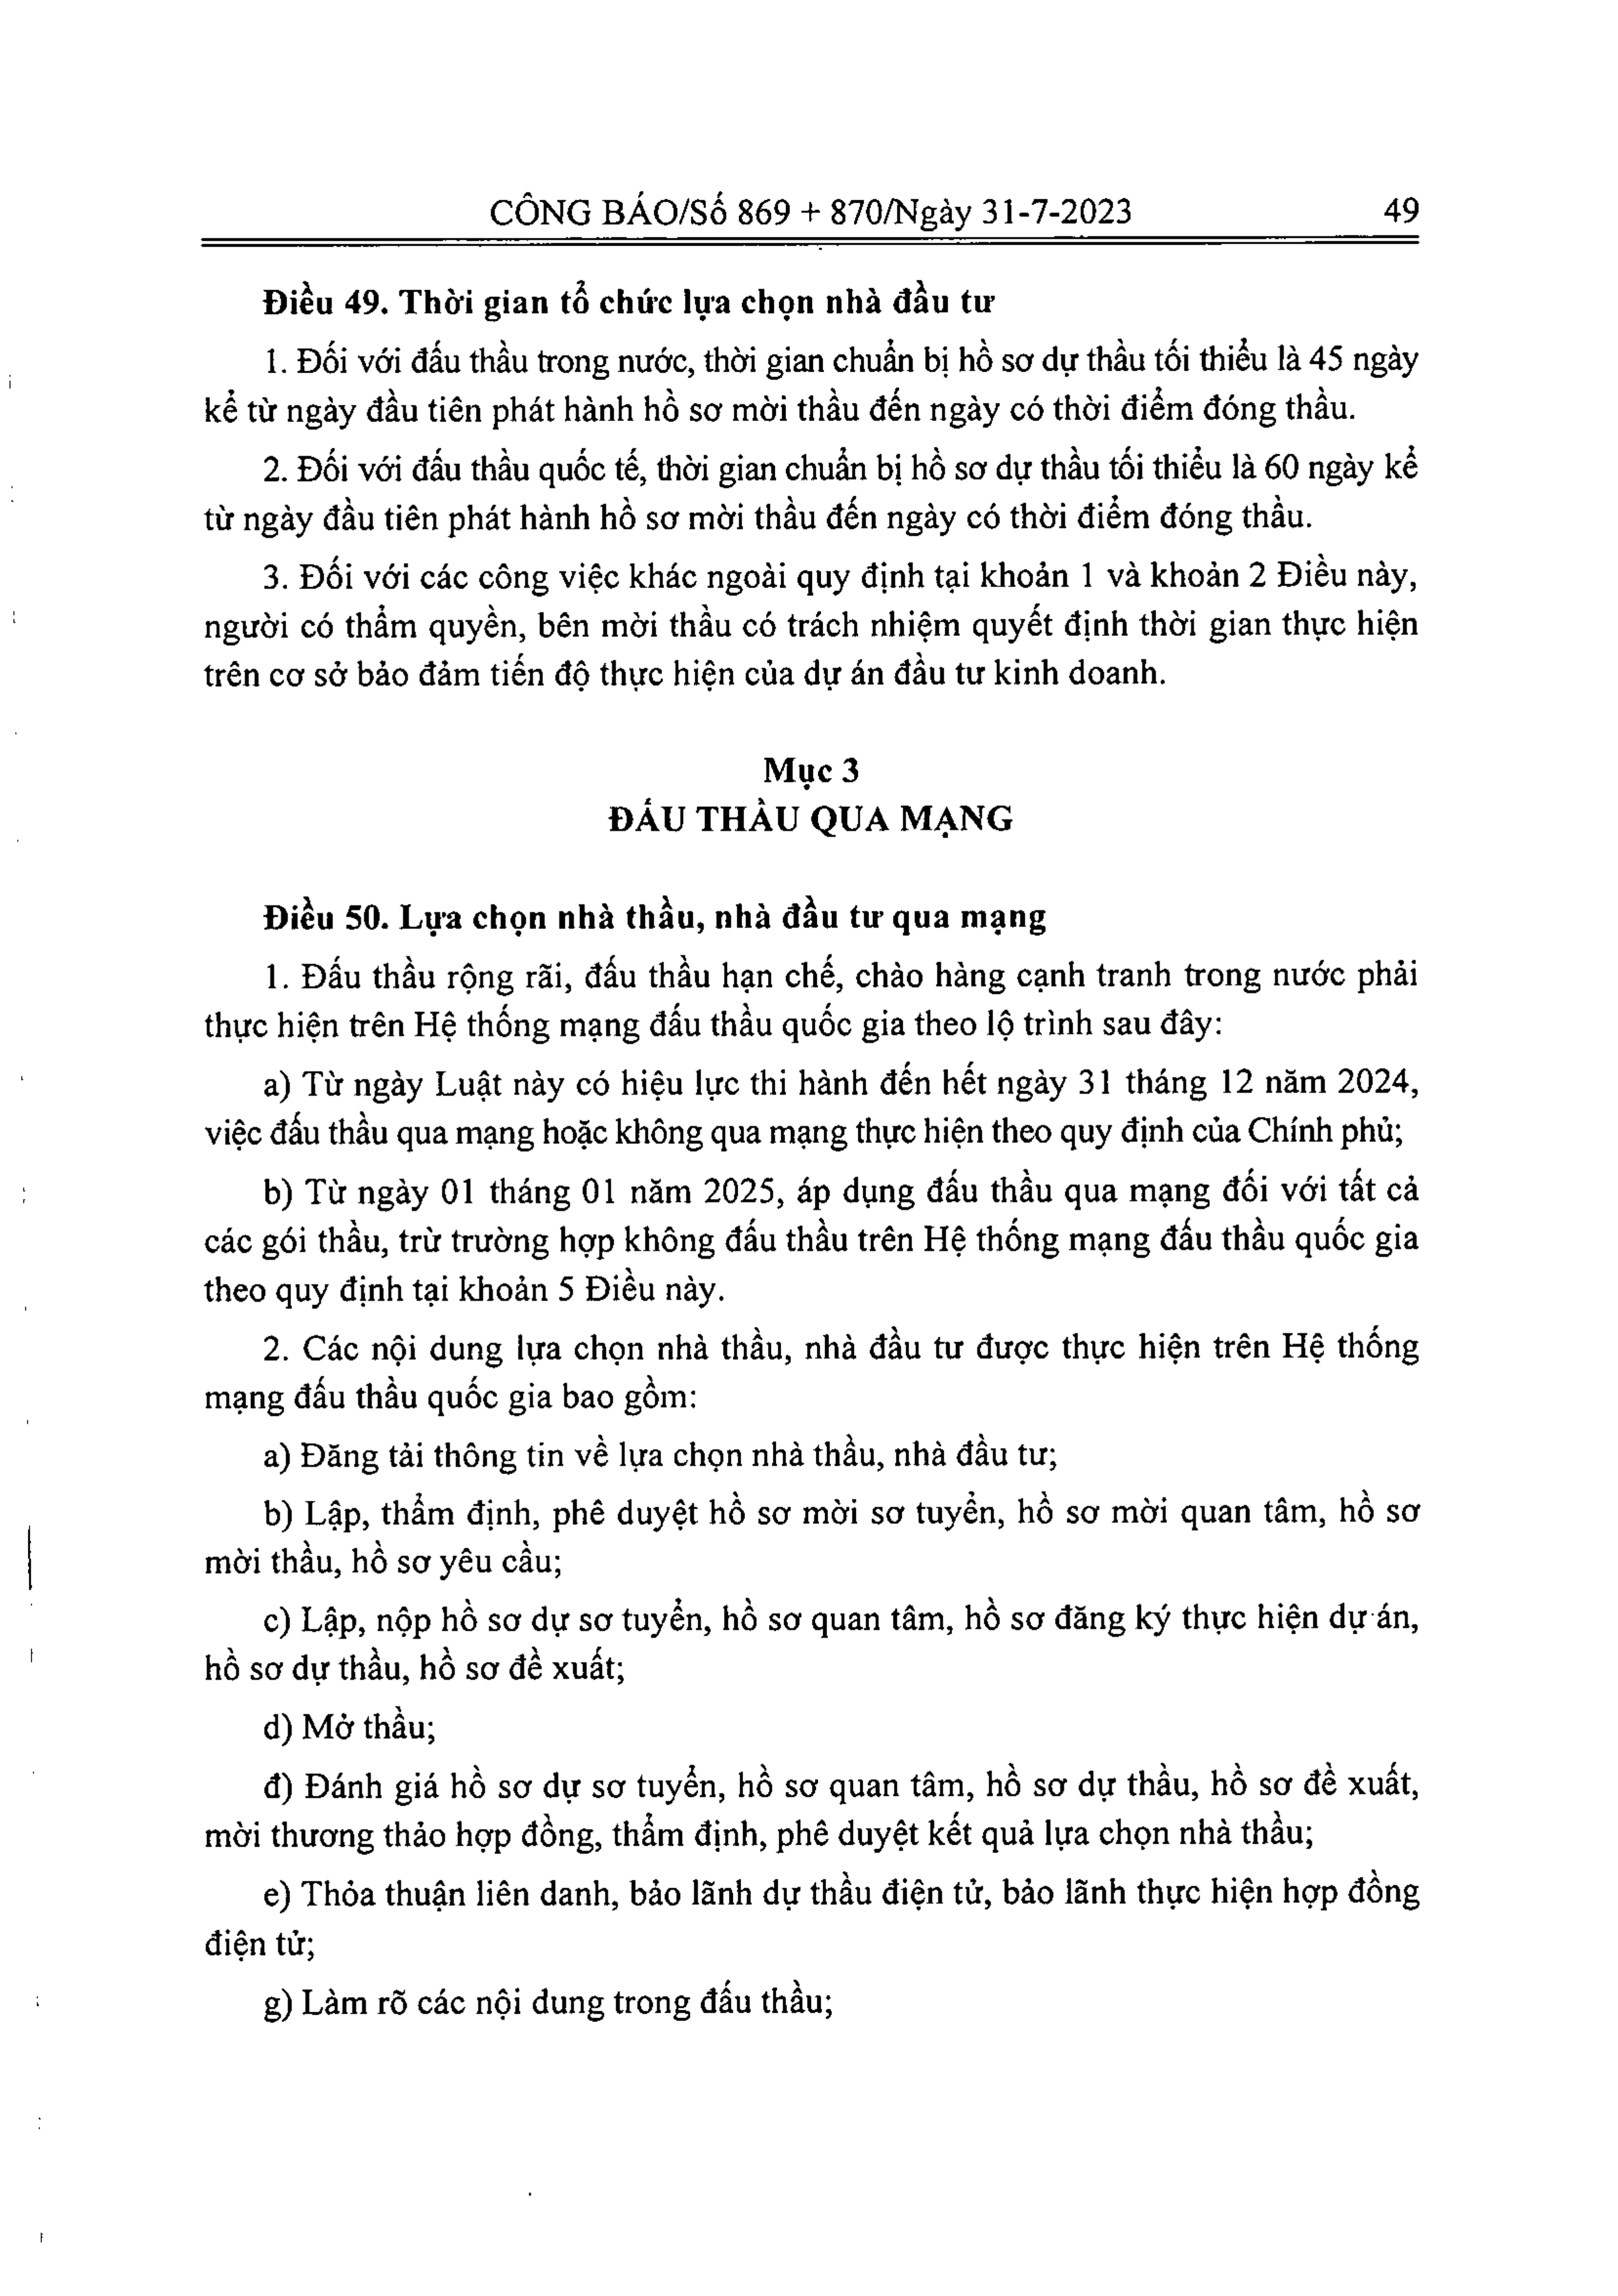 CÔNG BÁO/Số 869 + 870/Ngày 31-7-2023 49
Điều 49. Thời gian tổ chức lựa chọn nhà đầu tư
1. Đối với đấu thầu trong nước, thời gian chuẩn bị hồ sơ dự thầu tối thiểu là 45 ngày
kể từ ngày đầu tiên phát hành hồ sơ mời thầu đến ngày có thời điểm đóng thầu.
2. Đối với đấu thầu quốc tế, thời gian chuẩn bị hồ sơ dự thầu tối thiểu là 60 ngày kể
từ ngày đầu tiên phát hành hồ sơ mời thầu đến ngày có thời điểm đóng thầu.
3. Đối với các công việc khác ngoài quy định tại khoản 1 và khoản 2 Điều này,
người có thẩm quyền, bên mời thầu có trách nhiệm quyết định thời gian thực hiện
trên cơ sở bảo đảm tiến độ thực hiện của dự án đầu tư kinh doanh.
Mục 3
ĐẤU THẦU QUA MẠNG
Điều 50. Lựa chọn nhà thầu, nhà đầu tư qua mạng
1. Đấu thầu rộng rãi, đấu thầu hạn chế, chào hàng cạnh tranh trong nước phải
thực hiện trên Hệ thống mạng đấu thầu quốc gia theo lộ trình sau đây:
a) Từ ngày Luật này có hiệu lực thi hành đến hết ngày 31 tháng 12 năm 2024,
việc đấu thầu qua mạng hoặc không qua mạng thực hiện theo quy định của Chính phủ;
b) Từ ngày 01 tháng 01 năm 2025, áp dụng đấu thầu qua mạng đối với tất cả
các gói thầu, trừ trường hợp không đấu thầu trên Hệ thống mạng đấu thầu quốc gia
theo quy định tại khoản 5 Điều này.
2. Các nội dung lựa chọn nhà thầu, nhà đầu tư được thực hiện trên Hệ thống
mạng đấu thầu quốc gia bao gồm:
a) Đăng tải thông tin về lựa chọn nhà thầu, nhà đầu tư;
b) Lập, thẩm định, phê duyệt hồ sơ mời sơ tuyển, hồ sơ mời quan tâm, hồ sơ
mời thầu, hồ sơ yêu cầu;
c) Lập, nộp hồ sơ dự sơ tuyển, hồ sơ quan tâm, hồ sơ đăng ký thực hiện dự án,
hồ sơ dự thầu, hồ sơ đề xuất;
d) Mở thầu;
đ) Đánh giá hồ sơ dự sơ tuyển, hồ sơ quan tâm, hồ sơ dự thầu, hồ sơ đề xuất,
mời thương thảo hợp đồng, thẩm định, phê duyệt kết quả lựa chọn nhà thầu;
e) Thỏa thuận liên danh, bảo lãnh dự thầu điện tử, bảo lãnh thực hiện hợp đồng
điện tử;
g) Làm rõ các nội dung trong đấu thầu;